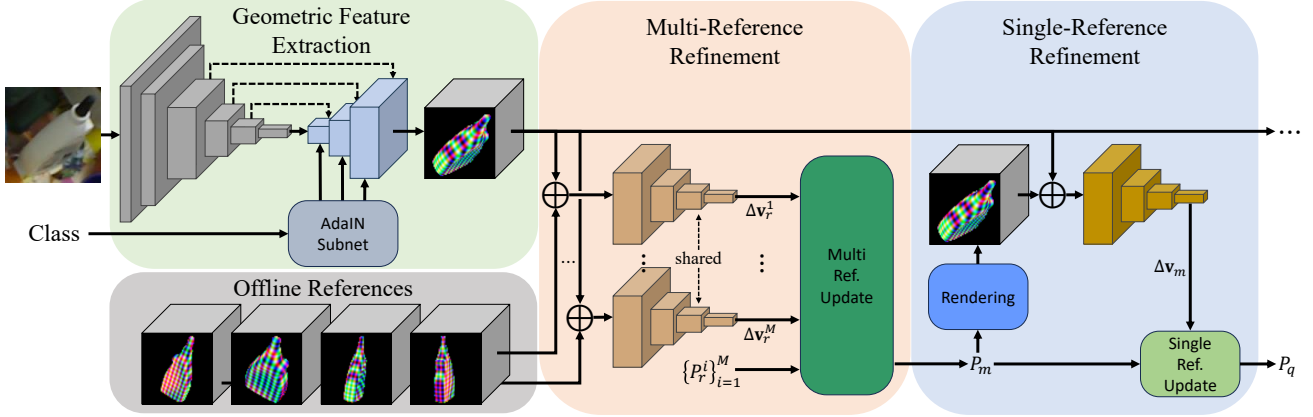 Geometric Feature
Extraction
Class
AdaIN
Subnet
Offline References
Multi-Reference
Refinement
...
shared
⋮
⋮
Δv_r^1
Δv_r^M
{P_r^i}_{i=1}^M
Multi
Ref.
Update
Single-Reference
Refinement
...
Rendering
P_m
Δv_m
Single
Ref.
Update
P_q